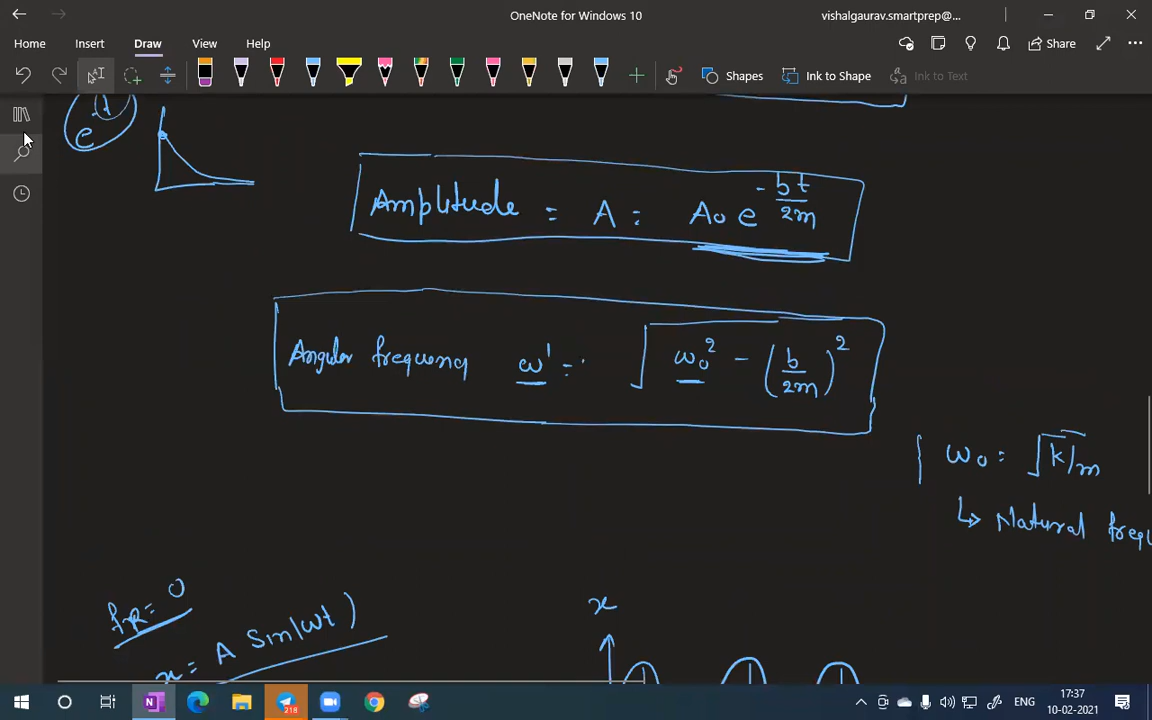 OneNote for Windows 10
vishalgaurav.smartprep@...
Home Insert Draw View Help
Share
Shapes Ink to Shape Ink to Text
e^-λ
Amplitude = A = A₀ e^(-bt/2m)
Angular frequency ω' = √(ω₀² - (b/2m)²)
ω₀ = √k/m
↳ Natural frequ
fR = 0
x = A Sin(ωt)
x
218
ENG
17:37
10-02-2021